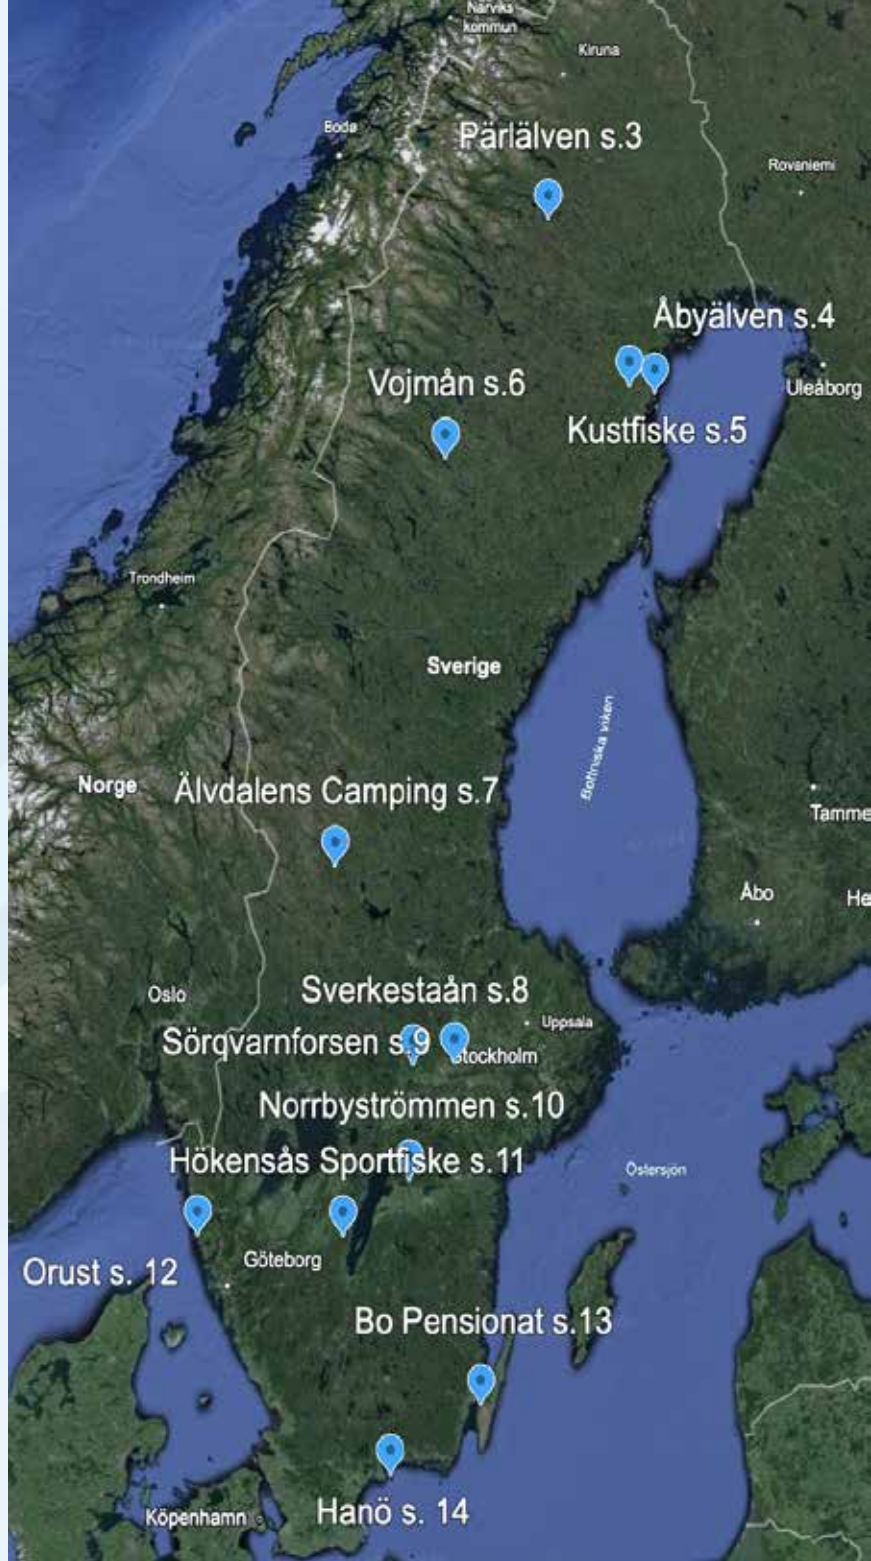 Narviks
kommun
Kiruna
Bodø
Pärlälven s.3
Rovaniemi
Åbyälven s.4
Vojmån s.6
Uleåborg
Kustfiske s.5
Trondheim
Sverige
Bottniska viken
Norge
Älvdalens Camping s.7
Tamme
Åbo
He
Oslo
Sverkestaån s.8
Uppsala
Sörqvarnforsen s.9
Stockholm
Norrbyströmmen s.10
Hökensås Sportfiske s.11
Östersjön
Göteborg
Orust s. 12
Bo Pensionat s.13
Hanö s. 14
Köpenhamn